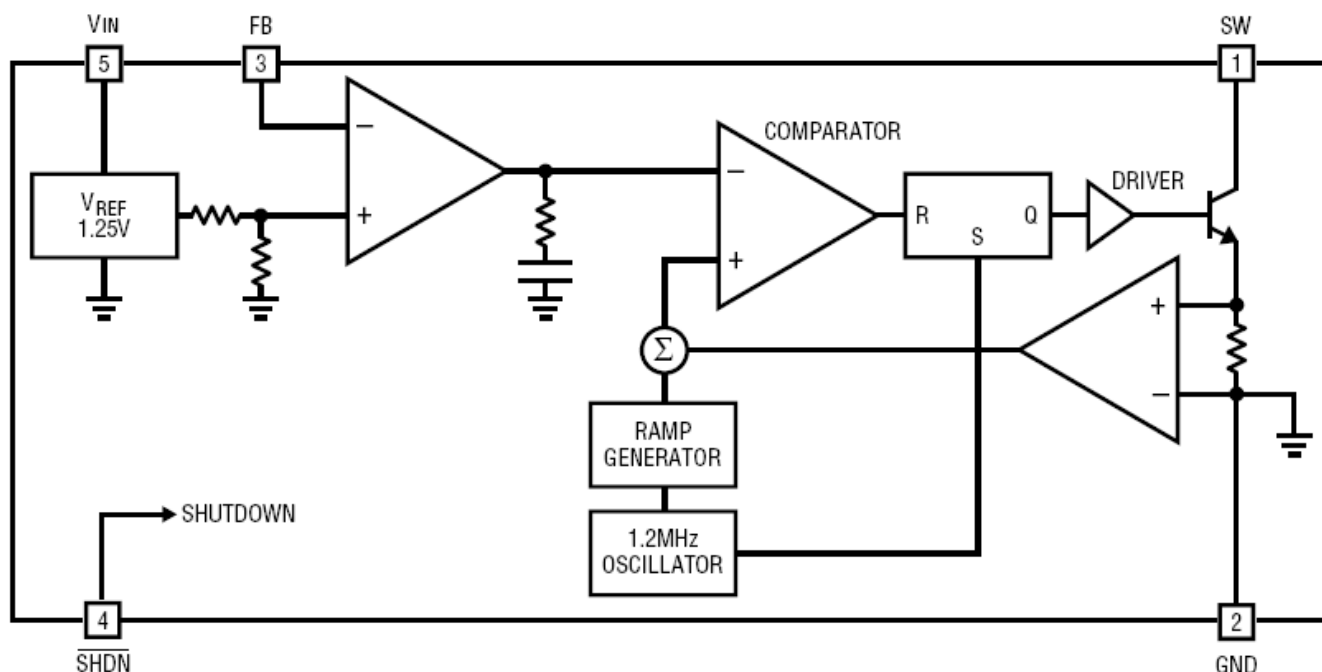 VIN
FB
SW
5
3
1
−
+
COMPARATOR
−
+
VREF
1.25V
R
Q
S
DRIVER
+
−
Σ
RAMP
GENERATOR
SHUTDOWN
1.2MHz
OSCILLATOR
4
2
SHDN
GND